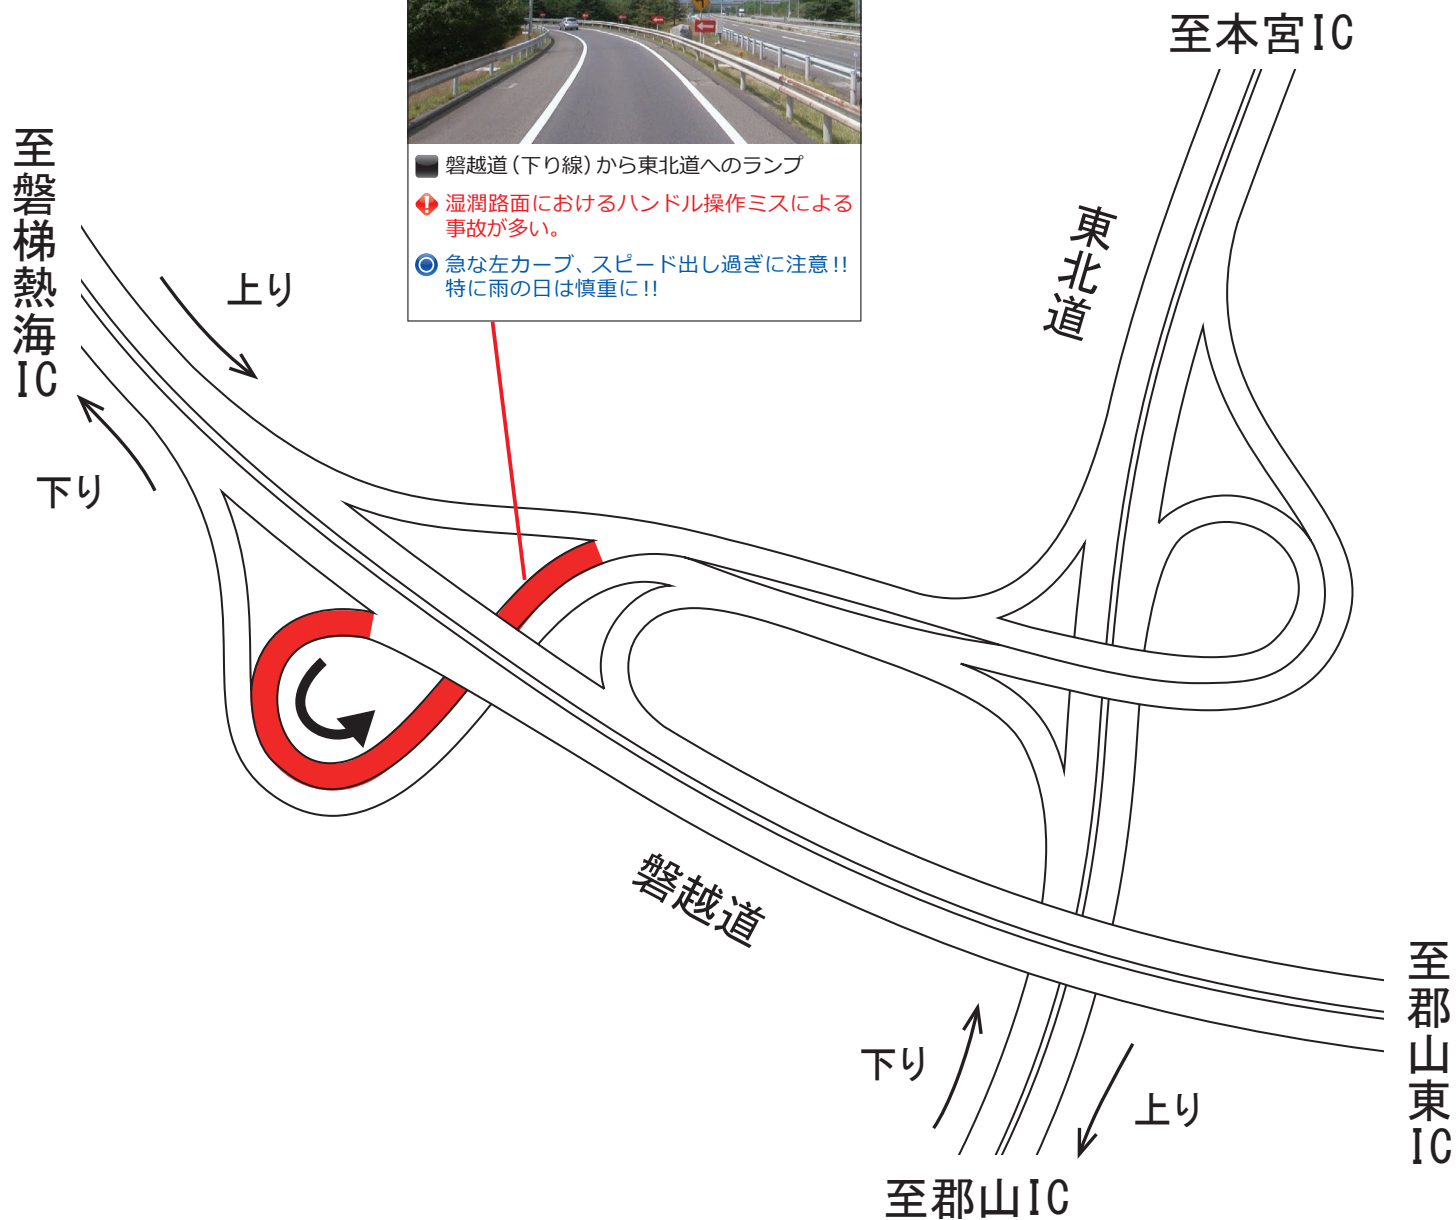 至本宮IC
磐越道(下り線)から東北道へのランプ
湿潤路面におけるハンドル操作ミスによる
事故が多い。
急な左カーブ、スピード出し過ぎに注意!!
特に雨の日は慎重に!!
至磐梯熱海IC
上り
下り
東北道
磐越道
至郡山東IC
下り
上り
至郡山IC